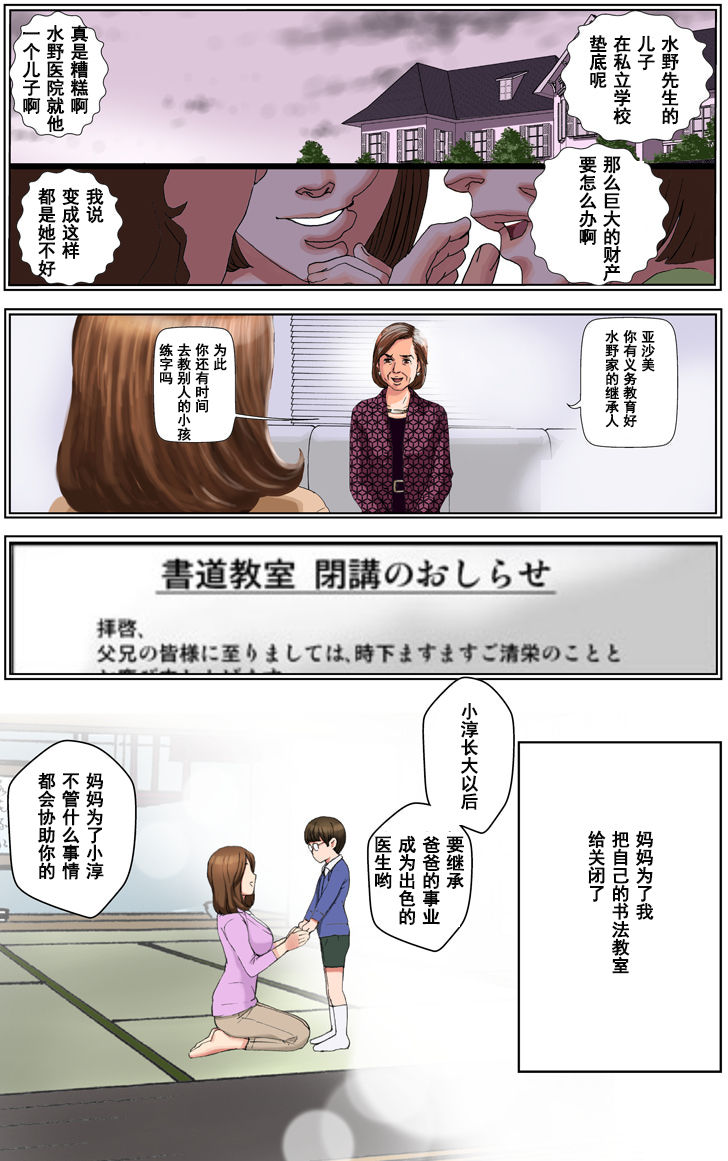 水野先生的
儿子
在私立学校
垫底呢
真是糟糕啊
水野医院就他
一个儿子啊
那么巨大的财产
要怎么办啊
我说
变成这样
都是她不好
亚沙美
你有义务教育好
水野家的继承人
为此
你还有时间
去教别人的小孩
练字吗
書道教室 閉講のおしらせ
拝啓、
父兄の皆様に至りましては、時下ますますご清栄のことと
妈妈为了我
把自己的书法教室
给关闭了
小淳长大以后
要继承
爸爸的事业
成为出色的
医生哟
妈妈为了小淳
不管什么事情
都会协助你的